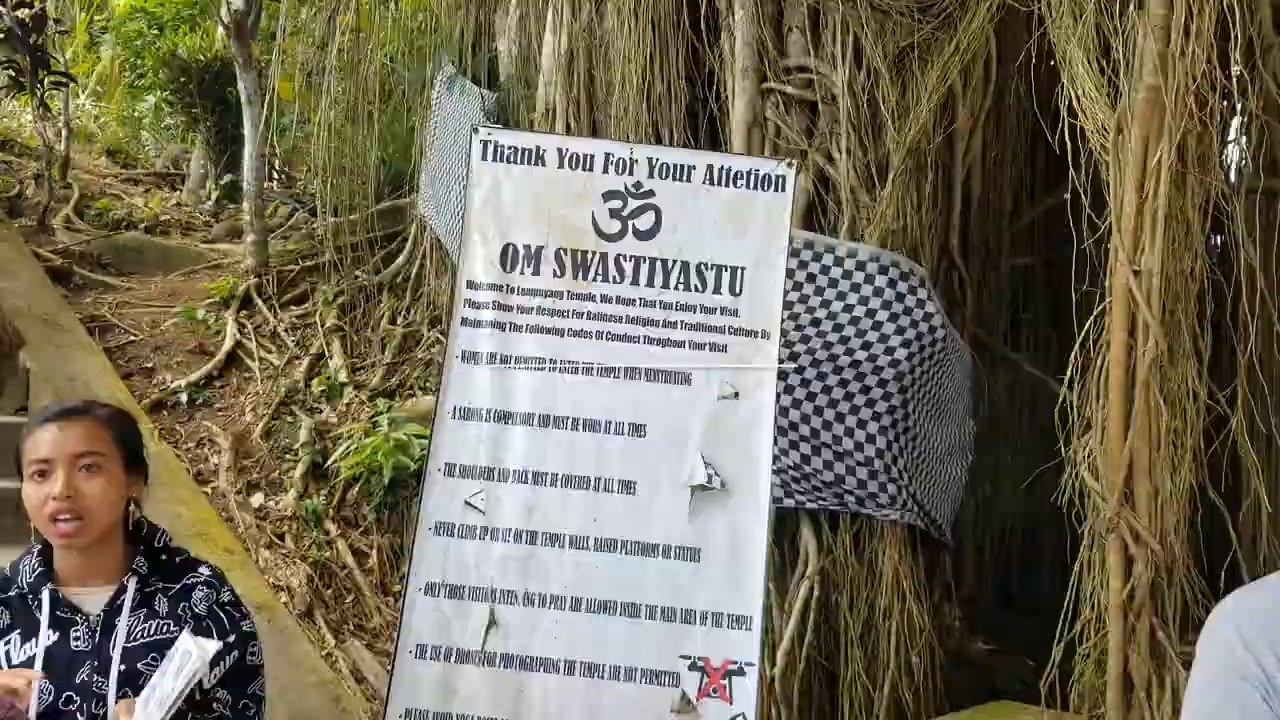 Thank You For Your Attetion
ॐ
OM SWASTIYASTU
Welcome To Lempuyang Temple, We Hope That You Enjoy Your Visit.
Please Show Your Respect For Balinese Religion And Traditional Culture By
Maintaining The Following Codes Of Conduct Throghout Your Visit
- WOMEN ARE NOT PERMITTED TO ENTER THE TEMPLE WHEN MENSTRUATING
- A SARONG IS COMPULSORY AND MUST BE WORN AT ALL TIMES
- THE SHOULDERS AND BACK MUST BE COVERED AT ALL TIMES
- NEVER CLIMB UP OR SIT ON THE TEMPLE WALLS, RAISED PLATFORMS OR STATUES
- ONLY THOSE VISITORS ARE ALLOWED INSIDE THE MAIN AREA OF THE TEMPLE
- THE USE OF DRONES FOR PHOTOGRAPHING THE TEMPLE ARE NOT PERMITTED
- PLEASE AVOID YOGA